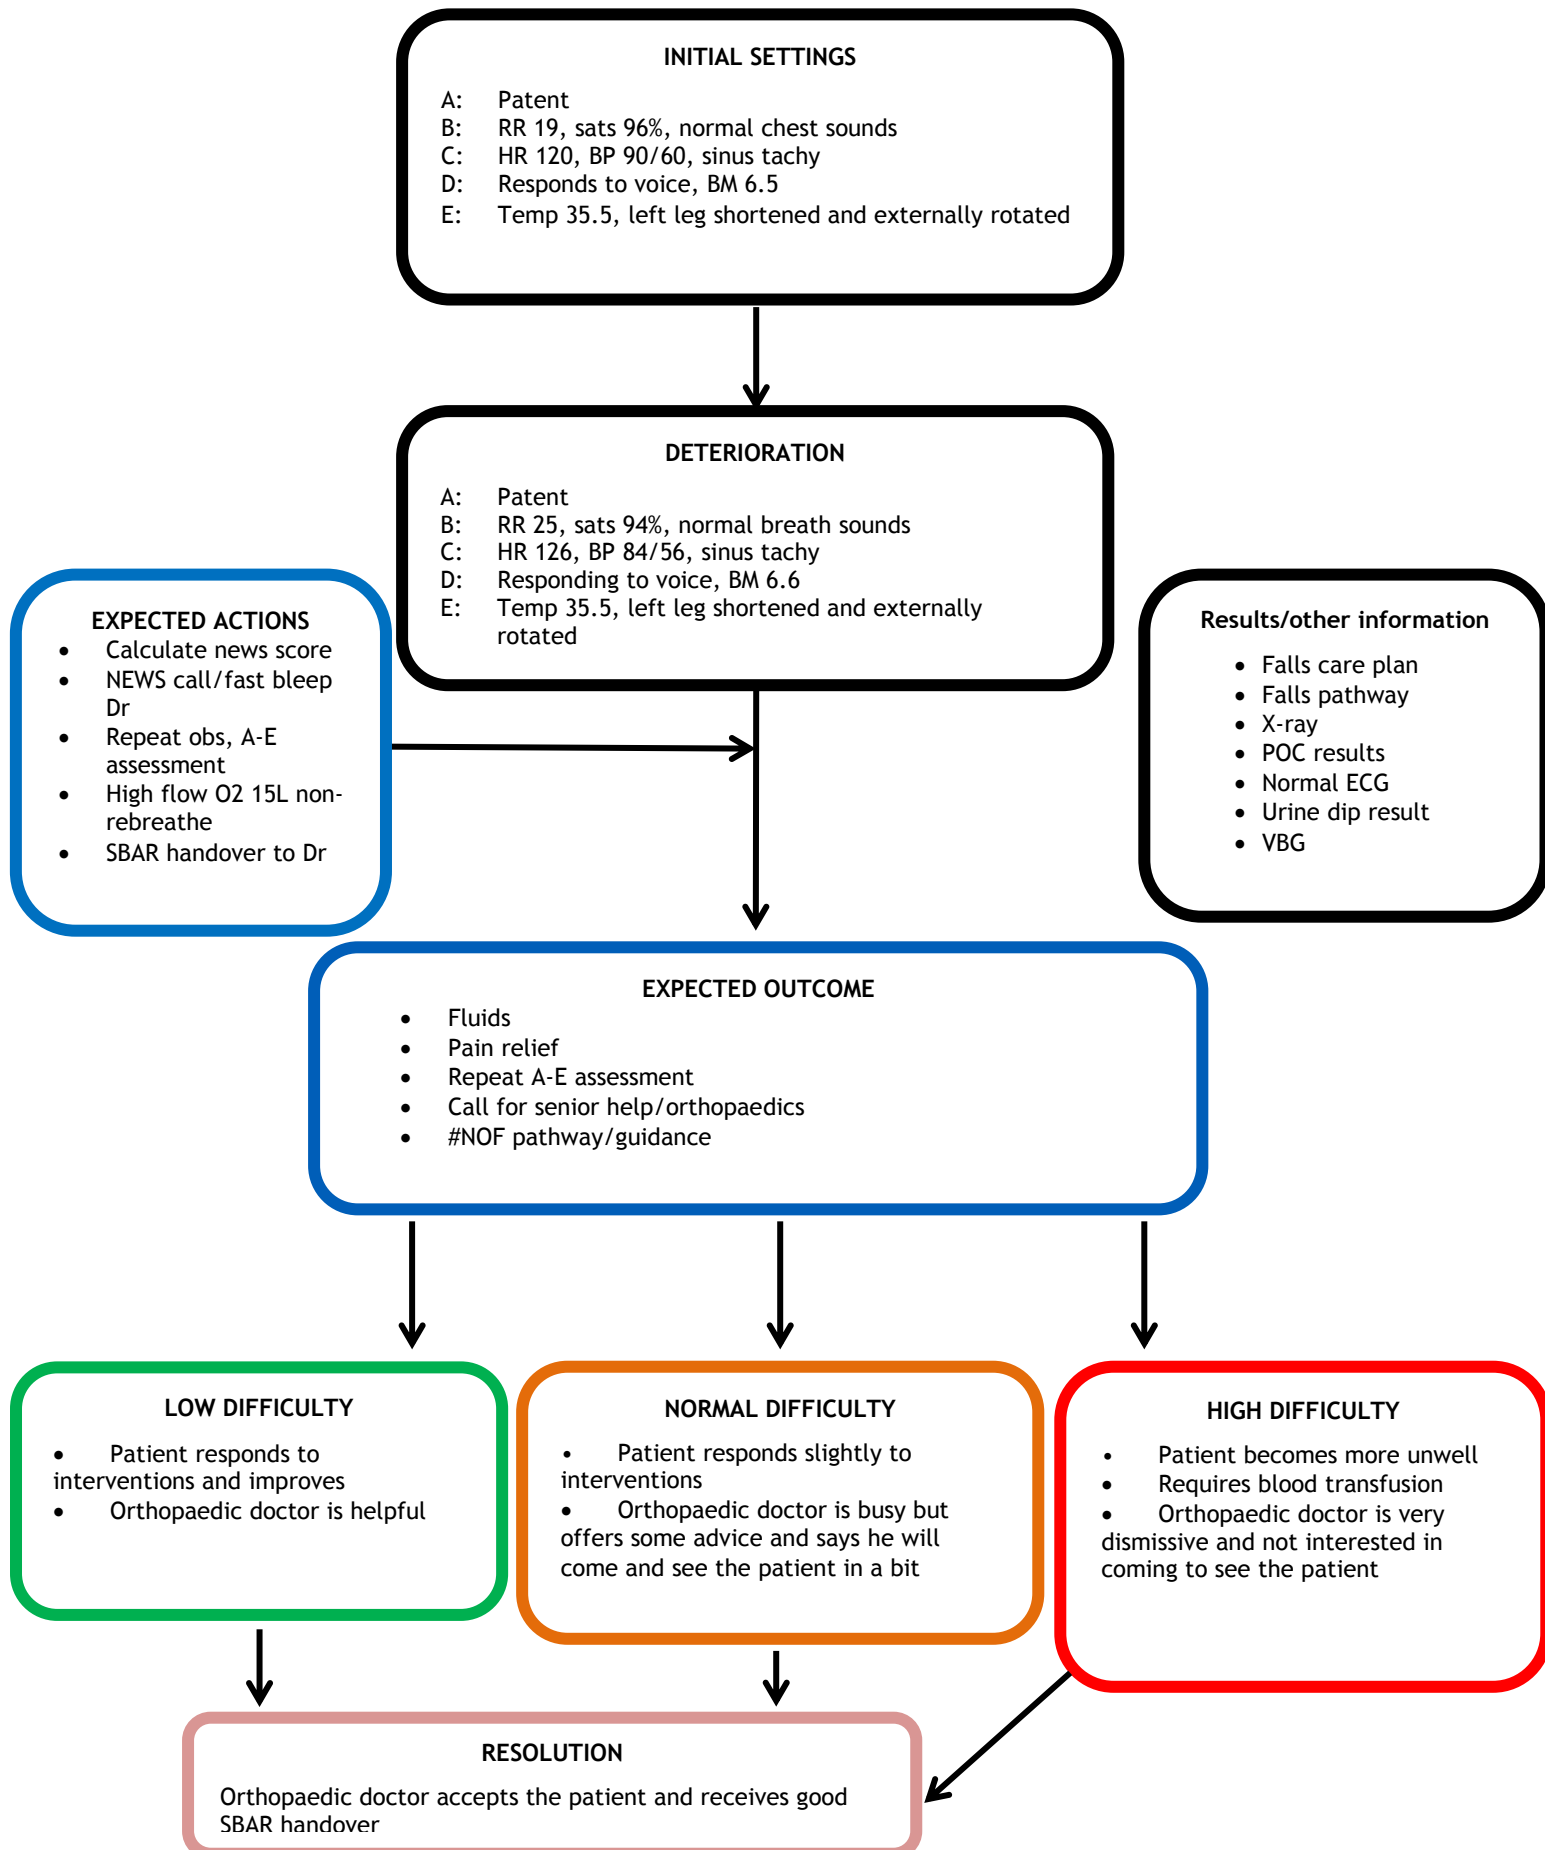 INITIAL SETTINGS
A: Patent
B: RR 19, sats 96%, normal chest sounds
C: HR 120, BP 90/60, sinus tachy
D: Responds to voice, BM 6.5
E: Temp 35.5, left leg shortened and externally rotated
DETERIORATION
A: Patent
B: RR 25, sats 94%, normal breath sounds
C: HR 126, BP 84/56, sinus tachy
D: Responding to voice, BM 6.6
E: Temp 35.5, left leg shortened and externally
rotated
EXPECTED ACTIONS
• Calculate news score
• NEWS call/fast bleep
Dr
• Repeat obs, A-E
assessment
• High flow O2 15L non-
rebreathe
• SBAR handover to Dr
Results/other information
• Falls care plan
• Falls pathway
• X-ray
• POC results
• Normal ECG
• Urine dip result
• VBG
EXPECTED OUTCOME
• Fluids
• Pain relief
• Repeat A-E assessment
• Call for senior help/orthopaedics
• #NOF pathway/guidance
LOW DIFFICULTY
• Patient responds to
interventions and improves
• Orthopaedic doctor is helpful
NORMAL DIFFICULTY
• Patient responds slightly to
interventions
• Orthopaedic doctor is busy but
offers some advice and says he will
come and see the patient in a bit
HIGH DIFFICULTY
• Patient becomes more unwell
• Requires blood transfusion
• Orthopaedic doctor is very
dismissive and not interested in
coming to see the patient
RESOLUTION
Orthopaedic doctor accepts the patient and receives good
SBAR handover